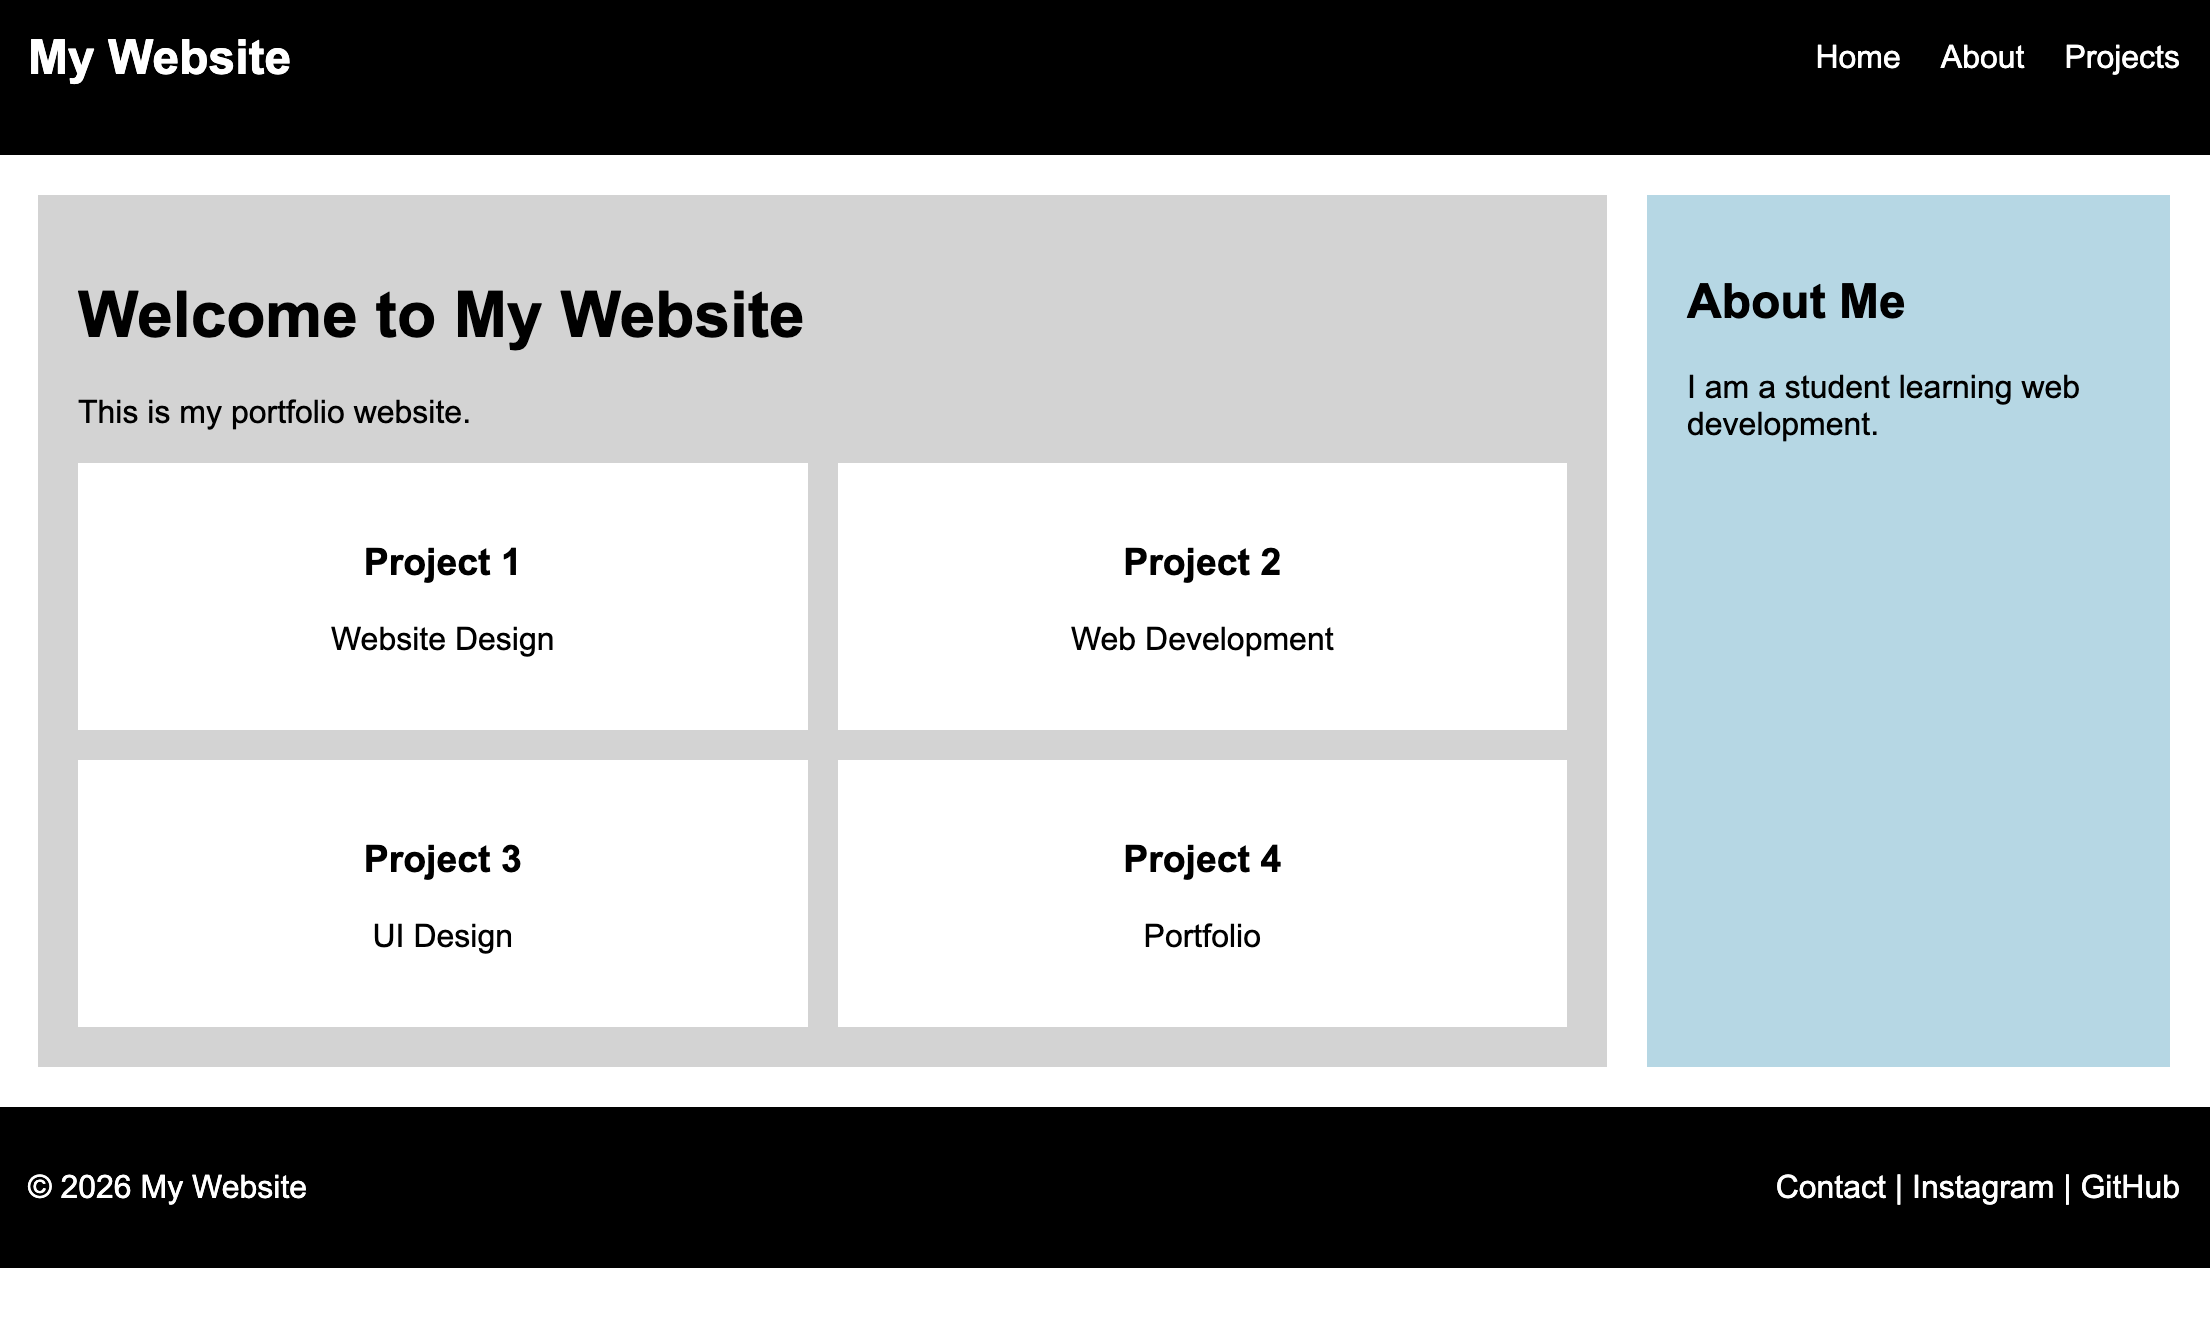 My Website
Home About Projects
Welcome to My Website
This is my portfolio website.
Project 1
Website Design
Project 2
Web Development
Project 3
UI Design
Project 4
Portfolio
About Me
I am a student learning web
development.
© 2026 My Website
Contact | Instagram | GitHub